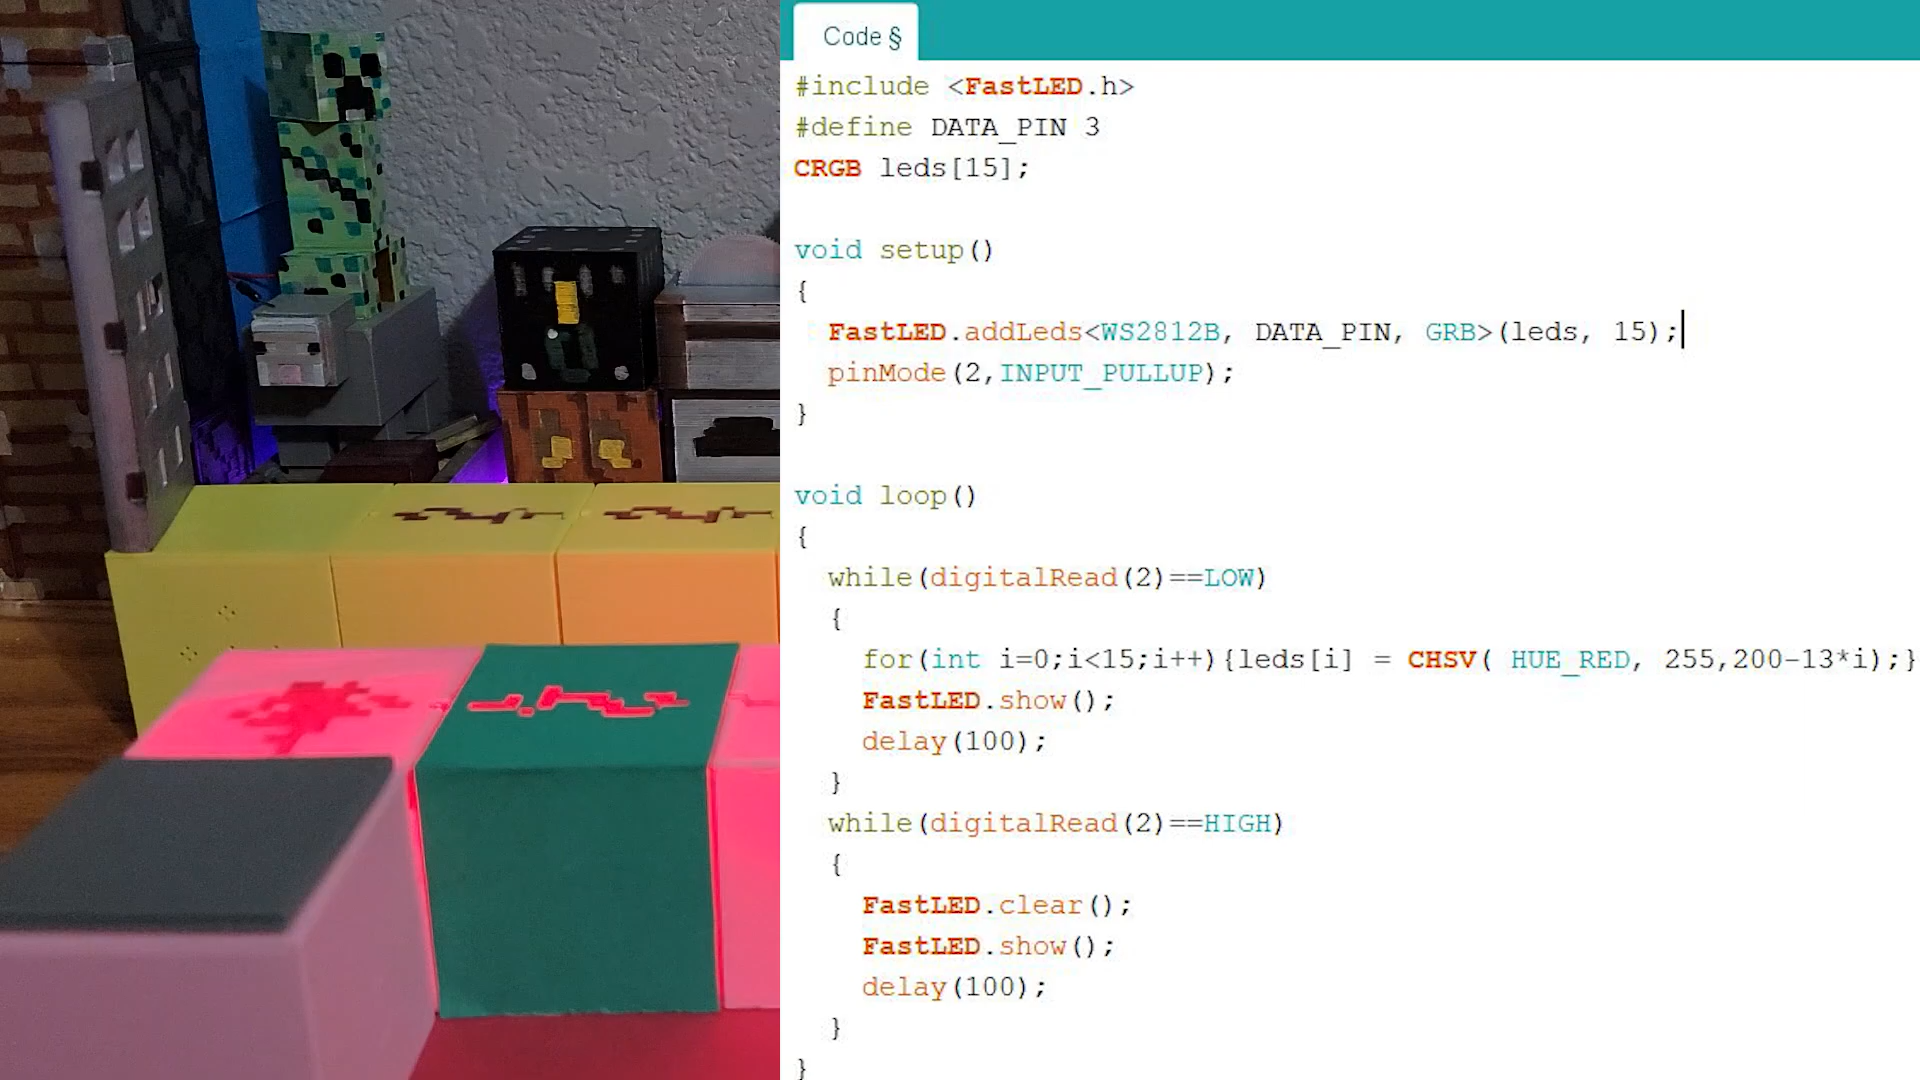 Code §
#include <FastLED.h>
#define DATA_PIN 3
CRGB leds[15];
void setup()
{
FastLED.addLeds<WS2812B, DATA_PIN, GRB>(leds, 15);
pinMode(2,INPUT_PULLUP);
}
void loop()
{
while(digitalRead(2)==LOW)
{
for(int i=0;i<15;i++){leds[i] = CHSV( HUE_RED, 255,200-13*i);}
FastLED.show();
delay(100);
}
while(digitalRead(2)==HIGH)
{
FastLED.clear();
FastLED.show();
delay(100);
}
}